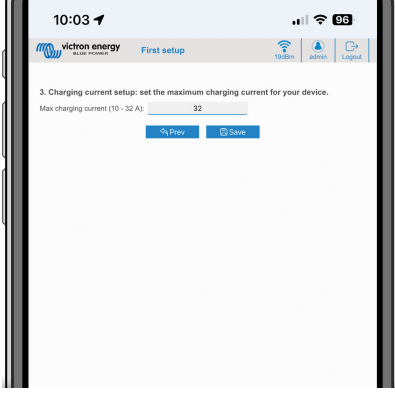 10:03
96
victron energy
BLUE POWER
First setup
19dBm
admin
Logout
3. Charging current setup: set the maximum charging current for your device.
Max charging current (10 - 32 A):
32
Prev
Save